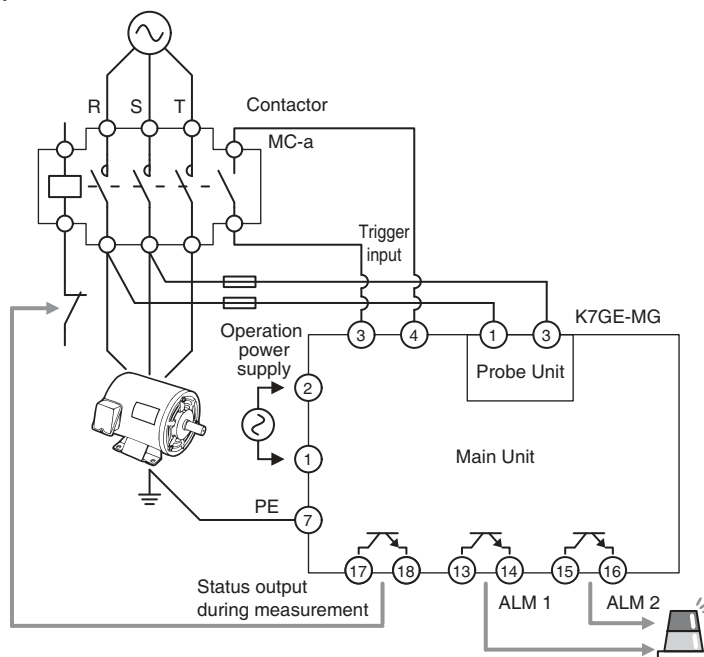 R S T
Contactor
MC-a
Trigger
input
K7GE-MG
3 4 1 3
Operation
power
supply
Probe Unit
2
1
Main Unit
PE
7
17 18 13 14 15 16
Status output
during measurement
ALM 1
ALM 2